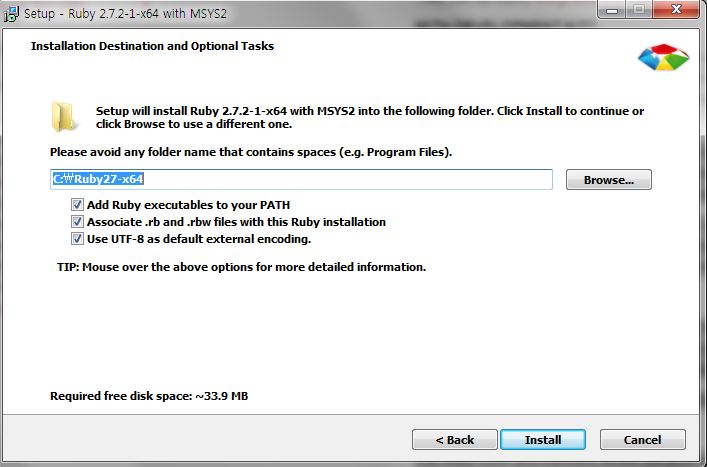 Setup - Ruby 2.7.2-1-x64 with MSYS2
Installation Destination and Optional Tasks
Setup will install Ruby 2.7.2-1-x64 with MSYS2 into the following folder. Click Install to continue or
click Browse to use a different one.
Please avoid any folder name that contains spaces (e.g. Program Files).
C:₩Ruby27-x64
Browse...
Add Ruby executables to your PATH
Associate .rb and .rbw files with this Ruby installation
Use UTF-8 as default external encoding.
TIP: Mouse over the above options for more detailed information.
Required free disk space: ~33.9 MB
< Back
Install
Cancel